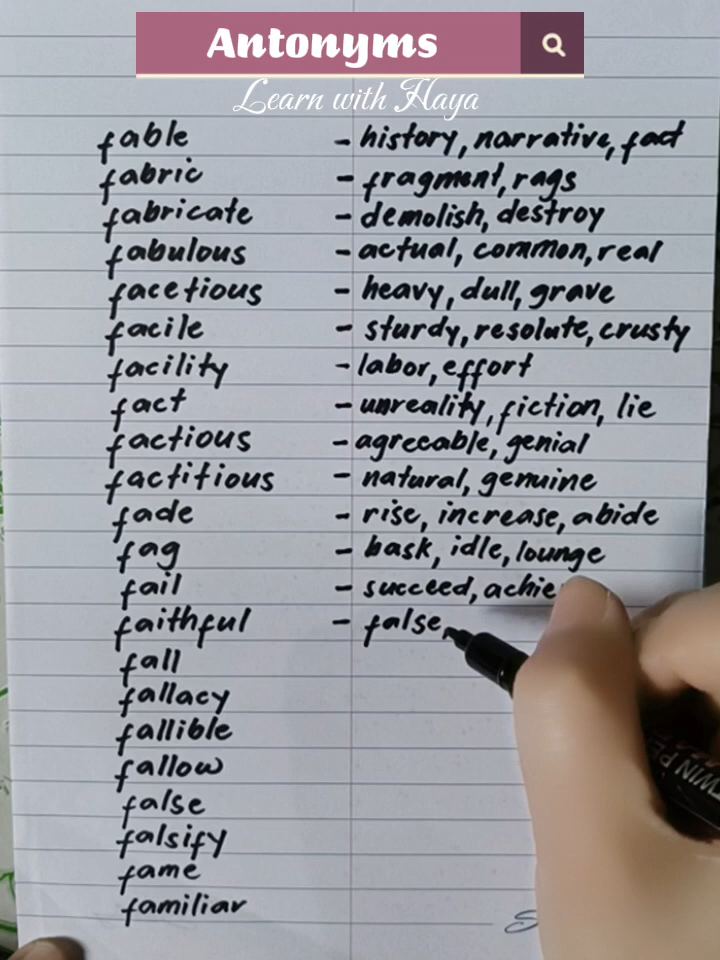 Antonyms
Learn with Haya
fable - history, narrative, fact
fabric - fragment, rags
fabricate - demolish, destroy
fabulous - actual, common, real
facetious - heavy, dull, grave
facile - sturdy, resolute, crusty
facility - labor, effort
fact - unreality, fiction, lie
factious - agreeable, genial
factitious - natural, genuine
fade - rise, increase, abide
fag - bask, idle, lounge
fail - succeed, achie
faithful - false,
fall
fallacy
fallible
fallow
false
falsify
fame
familiar
TWIN PE